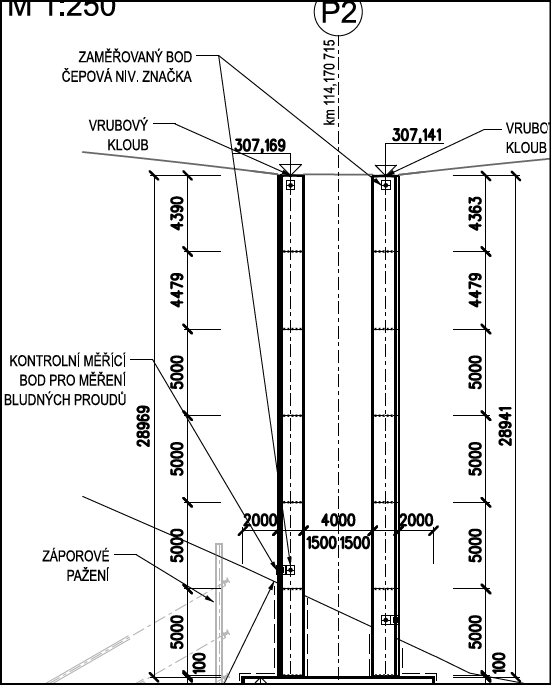 M 1:250
P2
ZAMĚŘOVANÝ BOD
ČEPOVÁ NIV. ZNAČKA
km 114,170 715
VRUBOVÝ
KLOUB
307,169
307,141
VRUBO
KLOUB
4390
4363
4479
4479
5000
5000
KONTROLNÍ MĚŘÍCÍ
BOD PRO MĚŘENÍ
BLUDNÝCH PROUDŮ
28969
28941
5000
5000
2000
4000
2000
1500
1500
5000
5000
ZÁPOROVÉ
PAŽENÍ
5000
5000
100
100